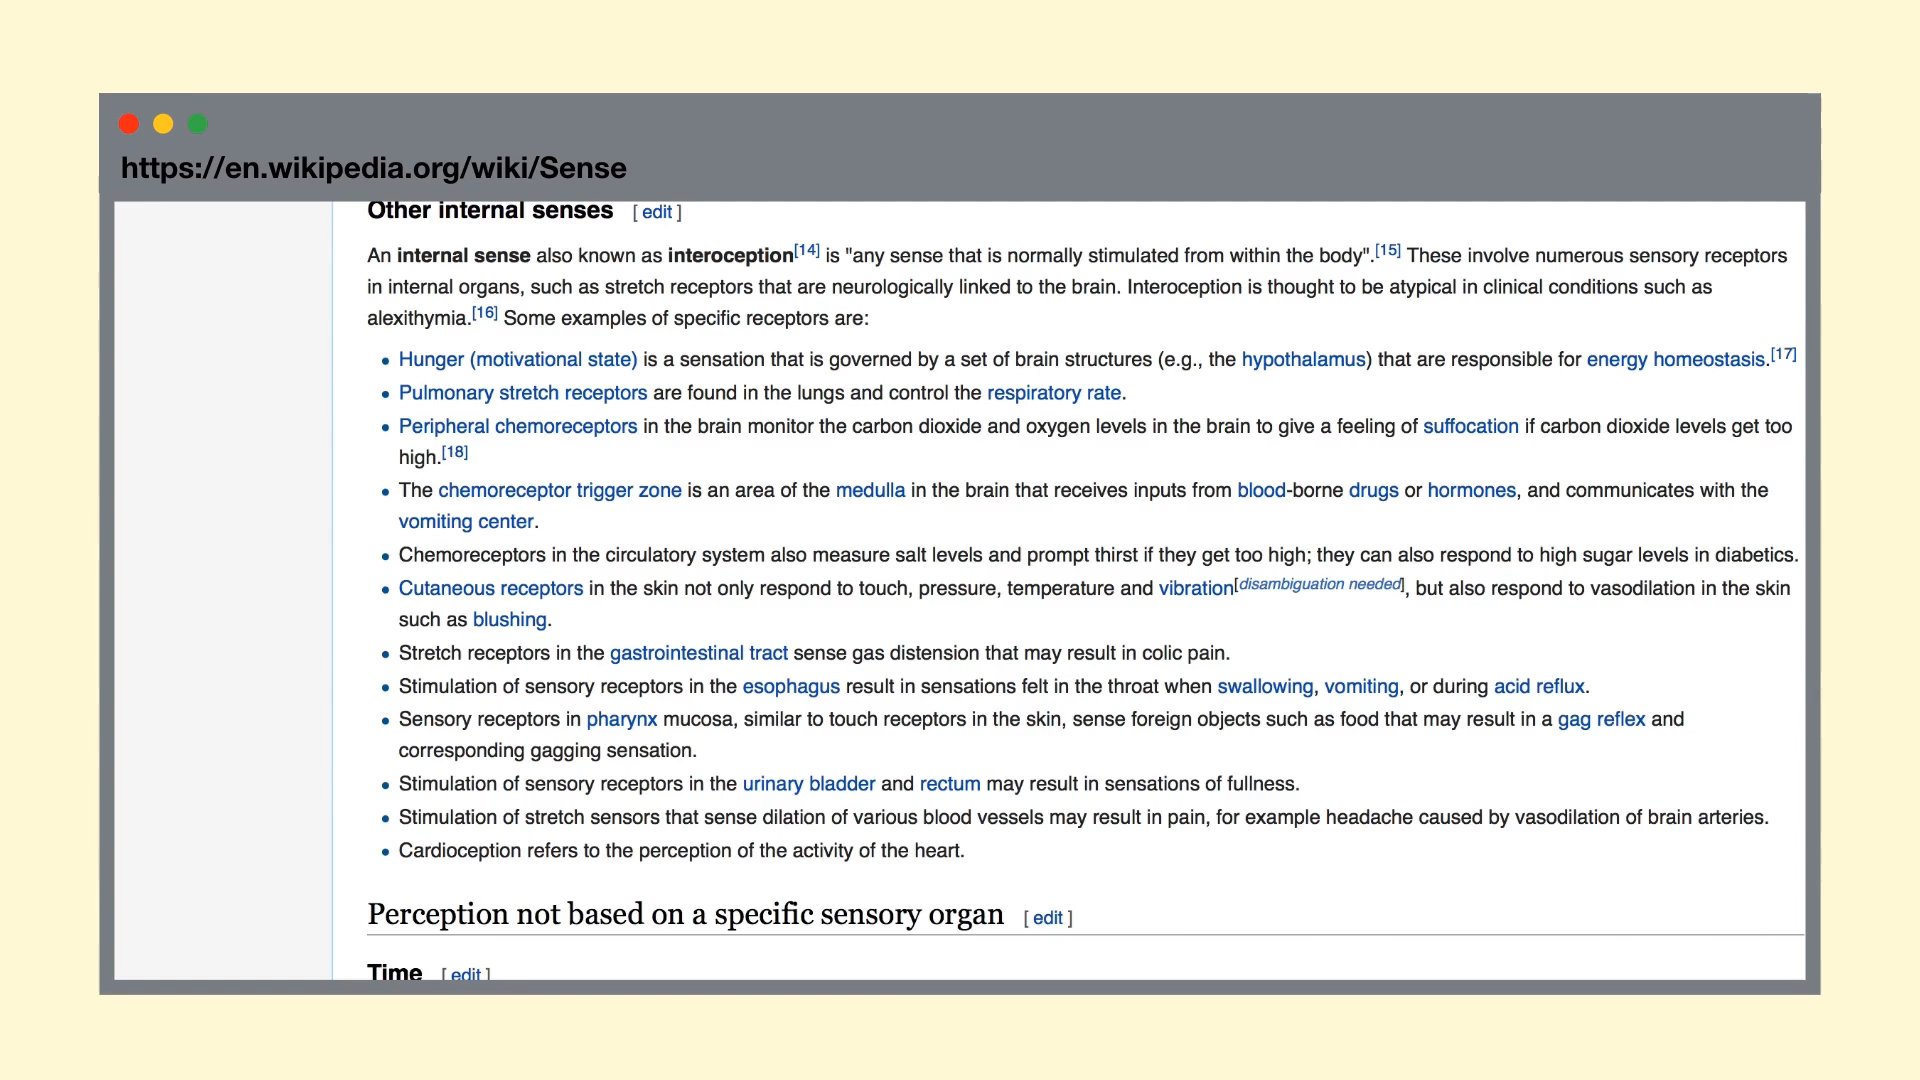 https://en.wikipedia.org/wiki/Sense
Other internal senses [ edit ]
An internal sense also known as interoception[14] is "any sense that is normally stimulated from within the body".[15] These involve numerous sensory receptors
in internal organs, such as stretch receptors that are neurologically linked to the brain. Interoception is thought to be atypical in clinical conditions such as
alexithymia.[16] Some examples of specific receptors are:
• Hunger (motivational state) is a sensation that is governed by a set of brain structures (e.g., the hypothalamus) that are responsible for energy homeostasis.[17]
• Pulmonary stretch receptors are found in the lungs and control the respiratory rate.
• Peripheral chemoreceptors in the brain monitor the carbon dioxide and oxygen levels in the brain to give a feeling of suffocation if carbon dioxide levels get too
high.[18]
• The chemoreceptor trigger zone is an area of the medulla in the brain that receives inputs from blood-borne drugs or hormones, and communicates with the
vomiting center.
• Chemoreceptors in the circulatory system also measure salt levels and prompt thirst if they get too high; they can also respond to high sugar levels in diabetics.
• Cutaneous receptors in the skin not only respond to touch, pressure, temperature and vibration[disambiguation needed], but also respond to vasodilation in the skin
such as blushing.
• Stretch receptors in the gastrointestinal tract sense gas distension that may result in colic pain.
• Stimulation of sensory receptors in the esophagus result in sensations felt in the throat when swallowing, vomiting, or during acid reflux.
• Sensory receptors in pharynx mucosa, similar to touch receptors in the skin, sense foreign objects such as food that may result in a gag reflex and
corresponding gagging sensation.
• Stimulation of sensory receptors in the urinary bladder and rectum may result in sensations of fullness.
• Stimulation of stretch sensors that sense dilation of various blood vessels may result in pain, for example headache caused by vasodilation of brain arteries.
• Cardioception refers to the perception of the activity of the heart.
Perception not based on a specific sensory organ [ edit ]
Time [ edit ]